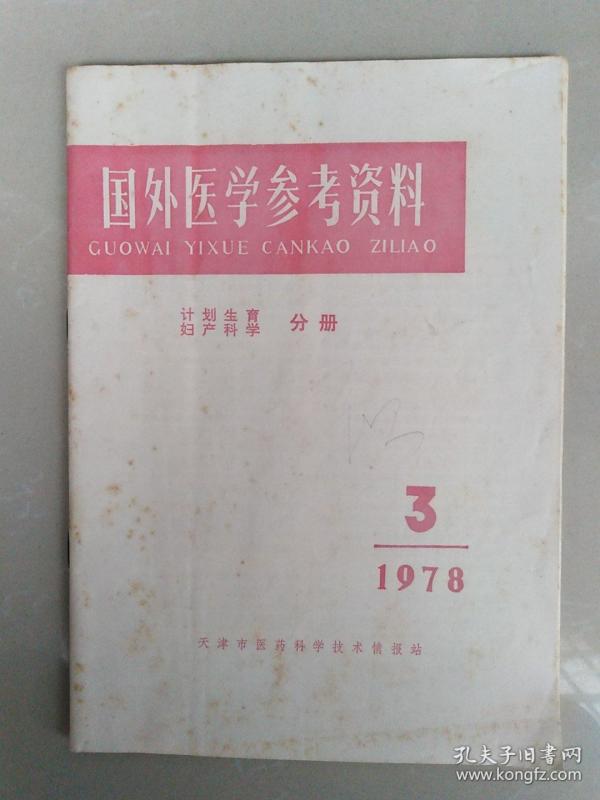 国外医学参考资料
GUOWAI YIXUE CANKAO ZILIAO
计划生育
妇产科学 分册
3
1978
天津市医药科学技术情报站
孔夫子旧书网
www.kongfz.com